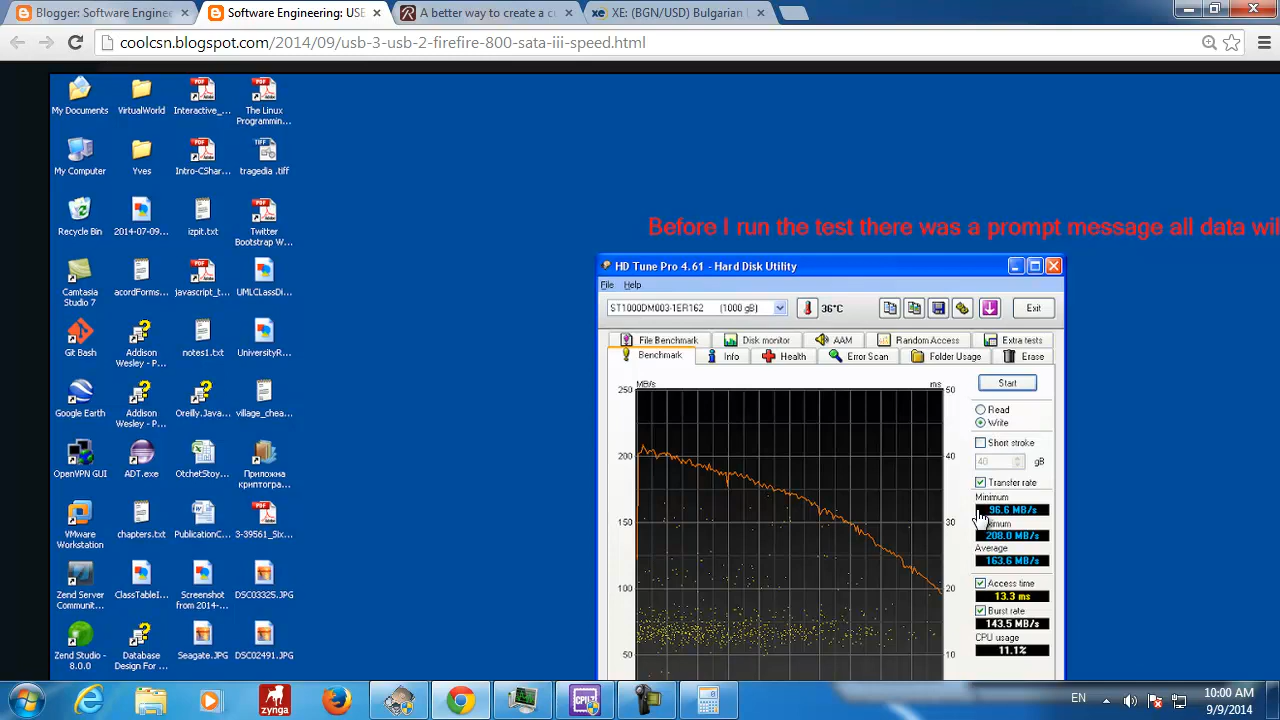 Blogger: Software Enginee
Software Engineering: USE
A better way to create a c
XE: (BGN/USD) Bulgarian L
coolcsn.blogspot.com/2014/09/usb-3-usb-2-firefire-800-sata-iii-speed.html
My Documents
VirtualWorld
Interactive_...
The Linux
Programmin...
My Computer
Yves
Intro-CShar...
TIFF
tragedia .tiff
Recycle Bin
2014-07-09...
izpit.txt
Twitter
Bootstrap W...
Before I run the test there was a prompt message all data wil
Camtasia
Studio 7
acordForms...
javascript_t...
UMLClassDi...
Git Bash
Addison
Wesley - P...
notes1.txt
UniversityR...
Google Earth
Addison
Wesley - P...
Oreilly.Java...
village_chea...
OpenVPN GUI
ADT.exe
OtchetStoy...
Приложна
криптогра...
VMware
Workstation
chapters.txt
PublicationC...
3-39561_Six...
Zend Server
Communit...
ClassTableI...
Screenshot
from 2014-...
DSC03325.JPG
Zend Studio -
8.0.0
Database
Design For ...
Seagate.JPG
DSC02491.JPG
HD Tune Pro 4.61 - Hard Disk Utility
File Help
ST1000DM003-1ER162 (1000 gB)
36°C
Exit
File Benchmark
Disk monitor
AAM
Random Access
Extra tests
Benchmark
Info
Health
Error Scan
Folder Usage
Erase
MB/s
ms
250
200
150
100
50
50
40
30
20
10
Start
Read
Write
Short stroke
40 gB
Transfer rate
Minimum
96.6 MB/s
208.0 MB/s
Average
163.6 MB/s
Access time
13.3 ms
Burst rate
143.5 MB/s
CPU usage
11.1%
zynga
CPU-Z
EN
10:00 AM
9/9/2014